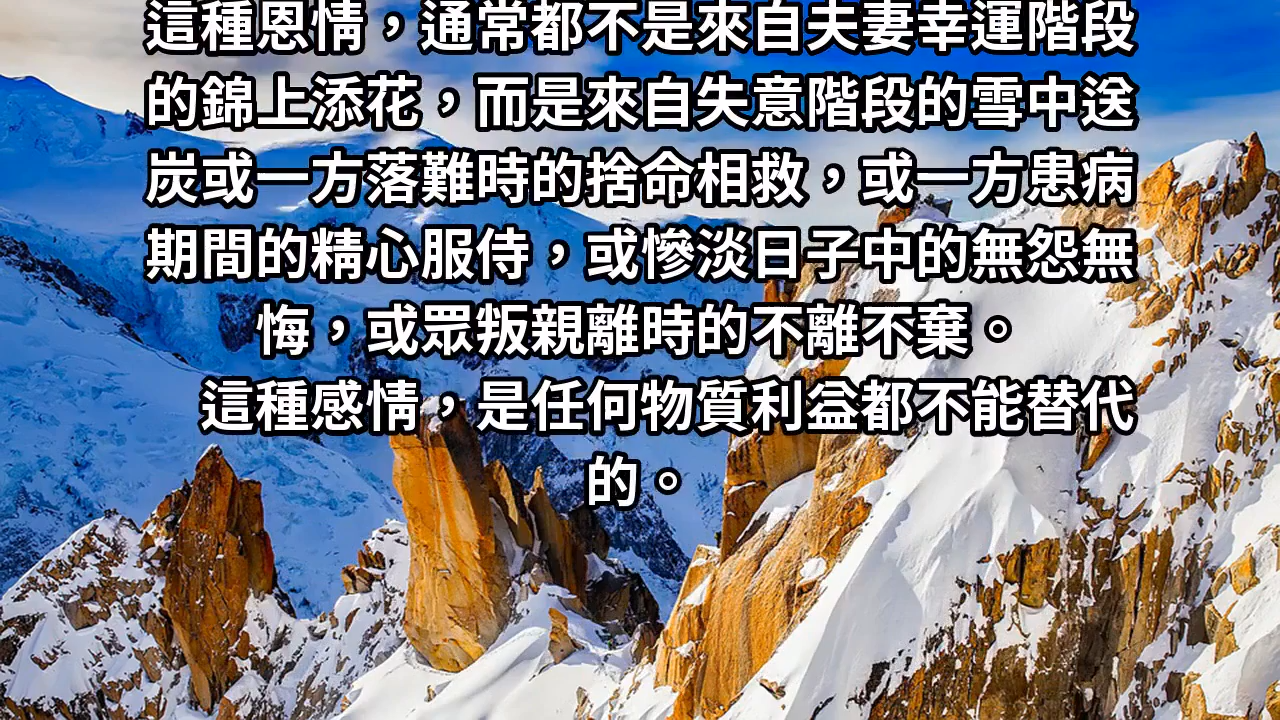 這種恩情，通常都不是來自夫妻幸運階段
的錦上添花，而是來自失意階段的雪中送
炭或一方落難時的捨命相救，或一方患病
期間的精心服侍，或慘淡日子中的無怨無
悔，或眾叛親離時的不離不棄。
這種感情，是任何物質利益都不能替代
的。